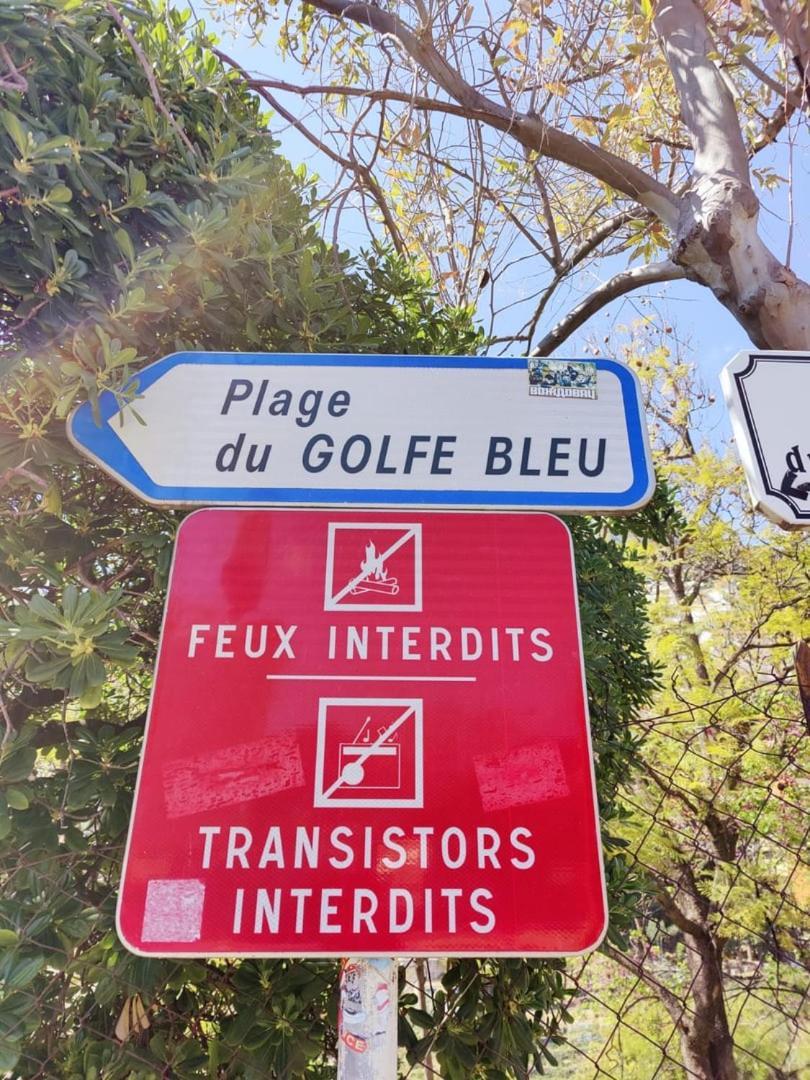 Plage
du GOLFE BLEU
FEUX INTERDITS
TRANSISTORS
INTERDITS